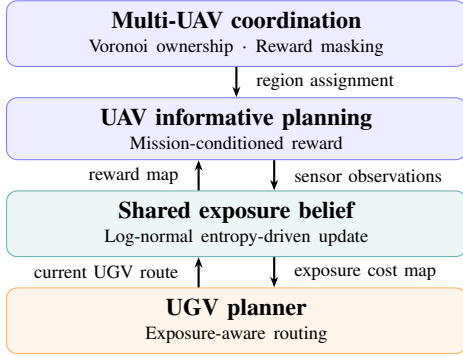 Multi-UAV coordination
Voronoi ownership · Reward masking
region assignment
UAV informative planning
Mission-conditioned reward
reward map
sensor observations
Shared exposure belief
Log-normal entropy-driven update
current UGV route
exposure cost map
UGV planner
Exposure-aware routing